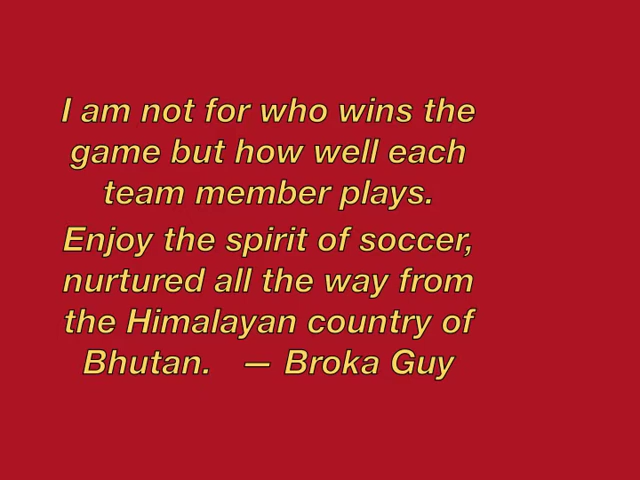 I am not for who wins the
game but how well each
team member plays.
Enjoy the spirit of soccer,
nurtured all the way from
the Himalayan country of
Bhutan. — Broka Guy